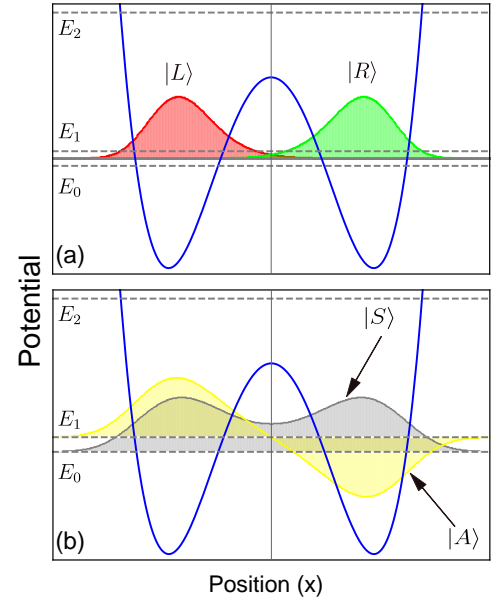 E₂
|L⟩ |R⟩
E₁
E₀
(a)
Potential
E₂
|S⟩
E₁
E₀
|A⟩
(b)
Position (x)